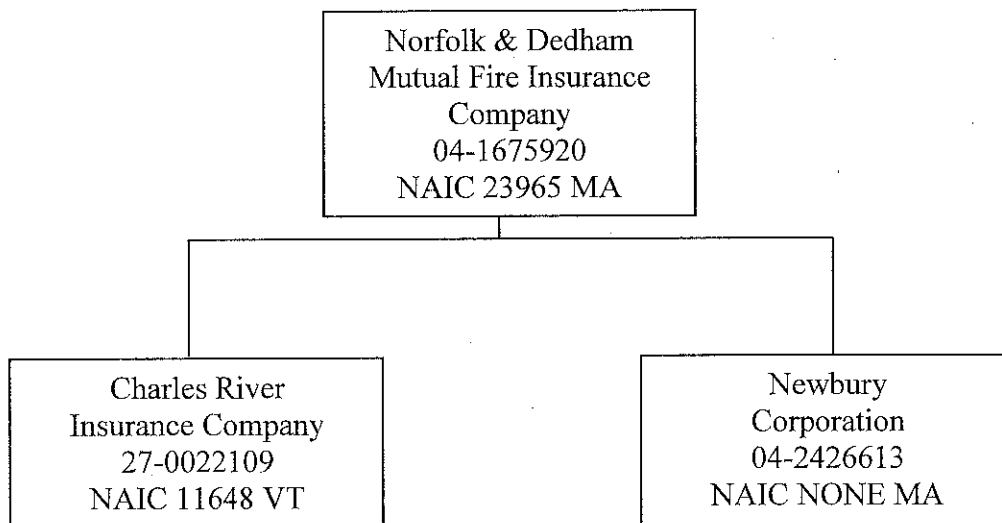 Norfolk & Dedham
Mutual Fire Insurance
Company
04-1675920
NAIC 23965 MA
Charles River
Insurance Company
27-0022109
NAIC 11648 VT
Newbury
Corporation
04-2426613
NAIC NONE MA